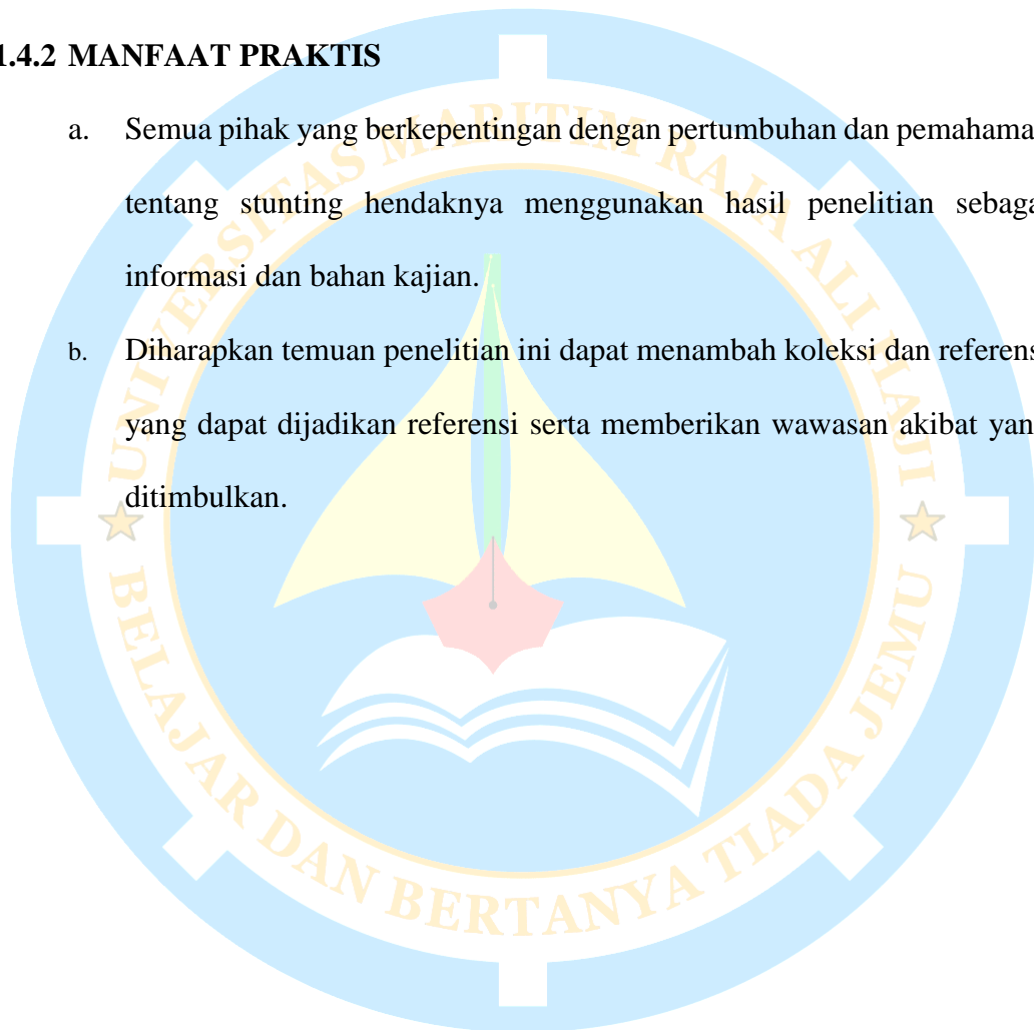 1.4.2 MANFAAT PRAKTIS
a. Semua pihak yang berkepentingan dengan pertumbuhan dan pemahama
tentang stunting hendaknya menggunakan hasil penelitian sebaga
informasi dan bahan kajian.
b. Diharapkan temuan penelitian ini dapat menambah koleksi dan referens
yang dapat dijadikan referensi serta memberikan wawasan akibat yan
ditimbulkan.
UNIVERSITAS MARITIM RAJA ALI HAJI
BELAJAR DAN BERTANYA TIADA JEMU